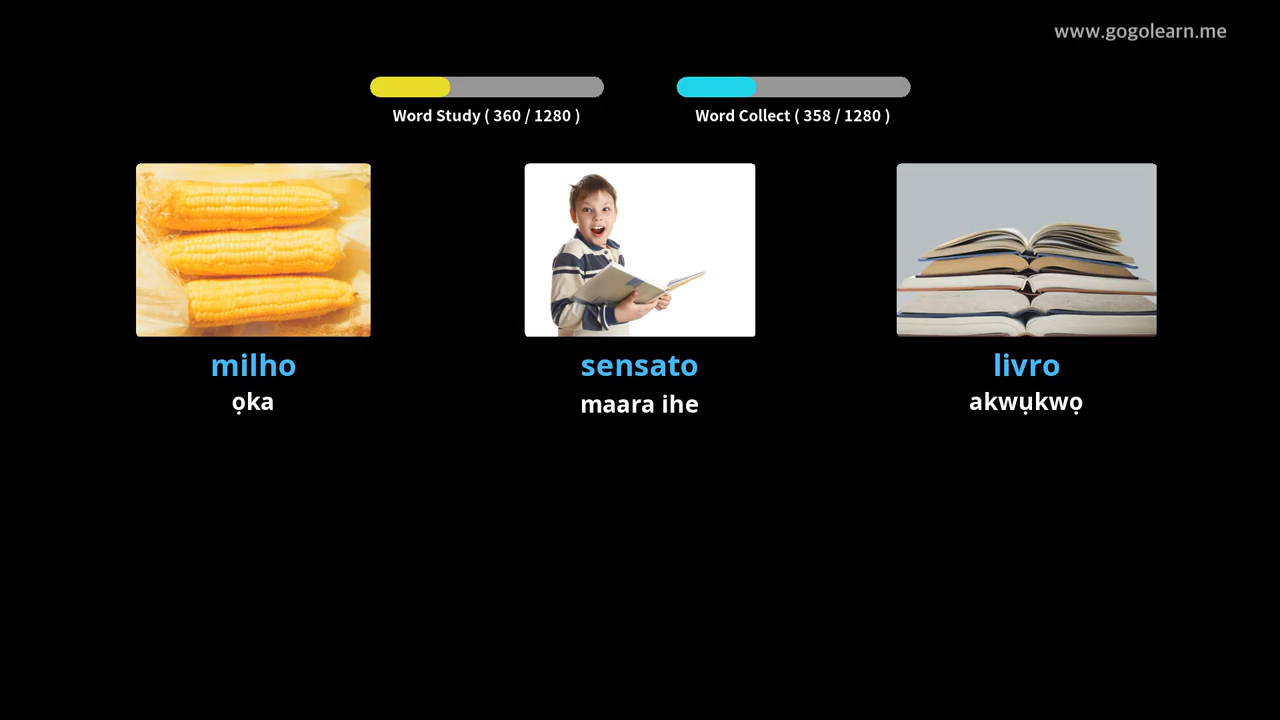 www.gogolearn.me
Word Study ( 360 / 1280 )
Word Collect ( 358 / 1280 )
milho
ọka
sensato
maara ihe
livro
akwụkwọ